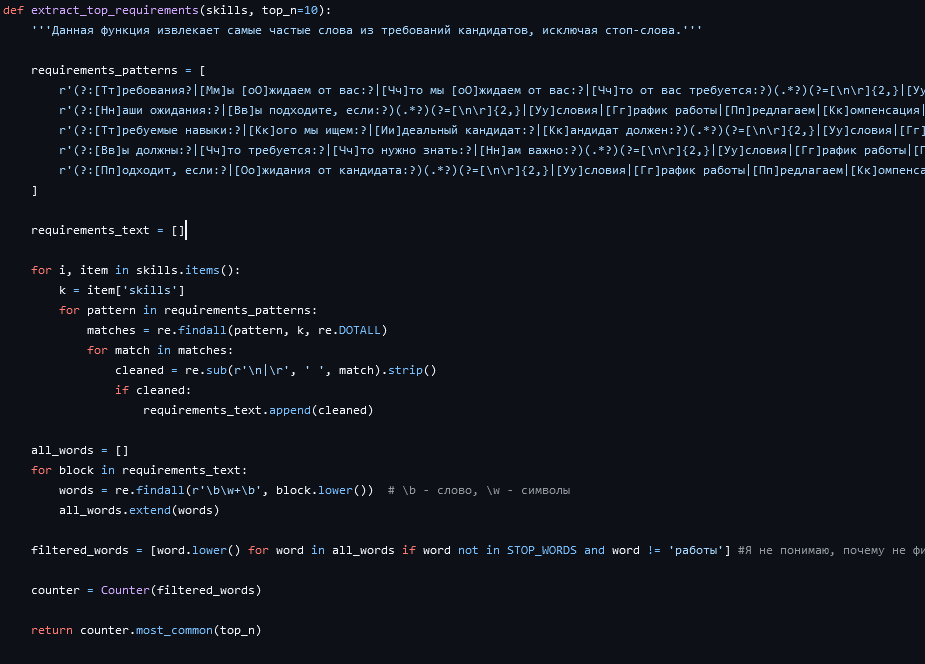 def extract_top_requirements(skills, top_n=10):
    '''Данная функция извлекает самые частые слова из требований кандидатов, исключая стоп-слова.'''
    requirements_patterns = [
        r'(?:[Тт]ребования?|[Мм]ы [оО]жидаем от вас:?|[Чч]то мы [оО]жидаем от вас:?|[Чч]то от вас требуется:?)(.*?)(?=[\n\r]{2,}|[Уу
        r'(?:[Нн]аши ожидания:?|[Вв]ы подходите, если:?)(.*?)(?=[\n\r]{2,}|[Уу]словия|[Гг]рафик работы|[Пп]редлагаем|[Кк]омпенсация|
        r'(?:[Тт]ребуемые навыки:?|[Кк]ого мы ищем:?|[Ии]деальный кандидат:?|[Кк]андидат должен:?)(.*?)(?=[\n\r]{2,}|[Уу]словия|[Гг]
        r'(?:[Вв]ы должны:?|[Чч]то требуется:?|[Чч]то нужно знать:?|[Нн]ам важно:?)(.*?)(?=[\n\r]{2,}|[Уу]словия|[Гг]рафик работы|[П
        r'(?:[Пп]одходит, если:?|[Оо]жидания от кандидата:?)(.*?)(?=[\n\r]{2,}|[Уу]словия|[Гг]рафик работы|[Пп]редлагаем|[Кк]омпенса
    ]
    requirements_text = []
    for i, item in skills.items():
        k = item['skills']
        for pattern in requirements_patterns:
            matches = re.findall(pattern, k, re.DOTALL)
            for match in matches:
                cleaned = re.sub(r'\n|\r', ' ', match).strip()
                if cleaned:
                    requirements_text.append(cleaned)
    all_words = []
    for block in requirements_text:
        words = re.findall(r'\b\w+\b', block.lower())  # \b - слово, \w - символы
        all_words.extend(words)
    filtered_words = [word.lower() for word in all_words if word not in STOP_WORDS and word != 'работы'] #Я не понимаю, почему не фи
    counter = Counter(filtered_words)
    return counter.most_common(top_n)